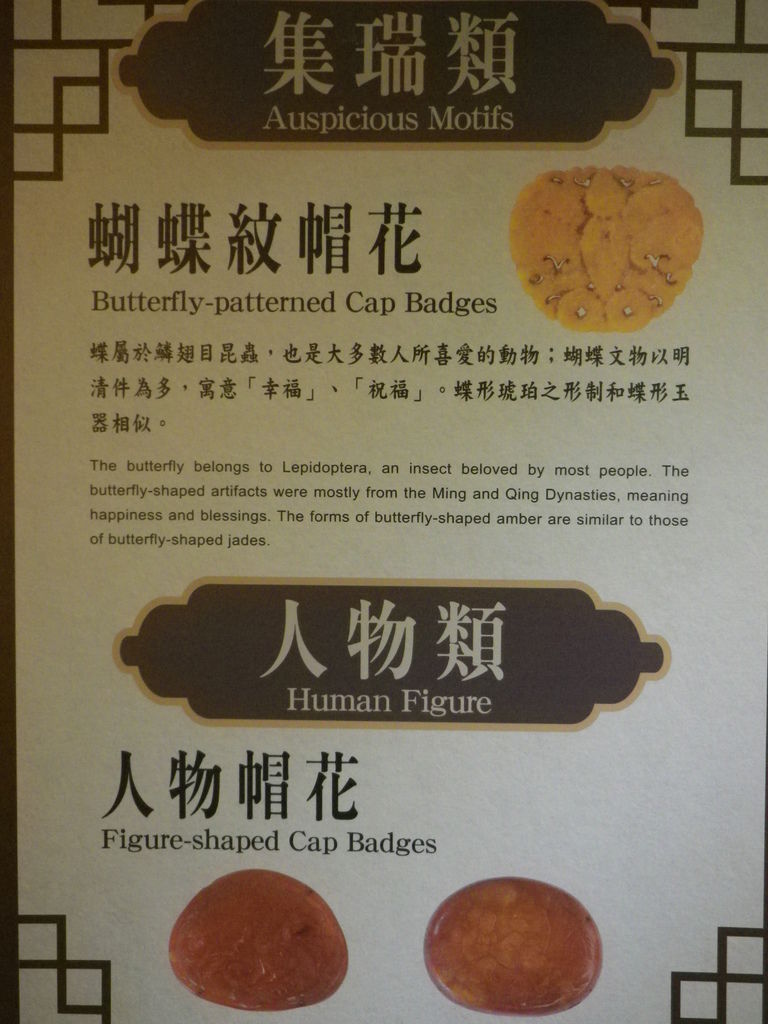 集瑞類
Auspicious Motifs
蝴蝶紋帽花
Butterfly-patterned Cap Badges
蝶屬於鱗翅目昆蟲，也是大多數人所喜愛的動物；蝴蝶文物以明
清件為多，寓意「幸福」、「祝福」。蝶形琥珀之形制和蝶形玉
器相似。
The butterfly belongs to Lepidoptera, an insect beloved by most people. The
butterfly-shaped artifacts were mostly from the Ming and Qing Dynasties, meaning
happiness and blessings. The forms of butterfly-shaped amber are similar to those
of butterfly-shaped jades.
人物類
Human Figure
人物帽花
Figure-shaped Cap Badges